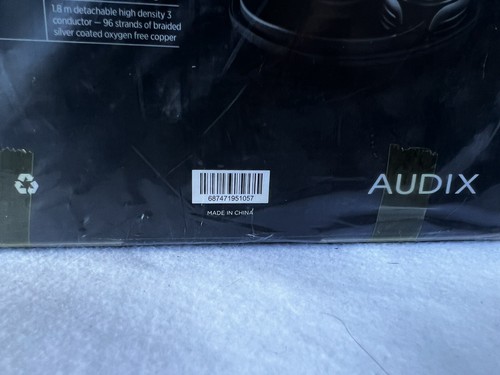 1.8 m detachable high density 3
conductor — 96 strands of braided
silver coated oxygen free copper
687471951057
MADE IN CHINA
AUDIX